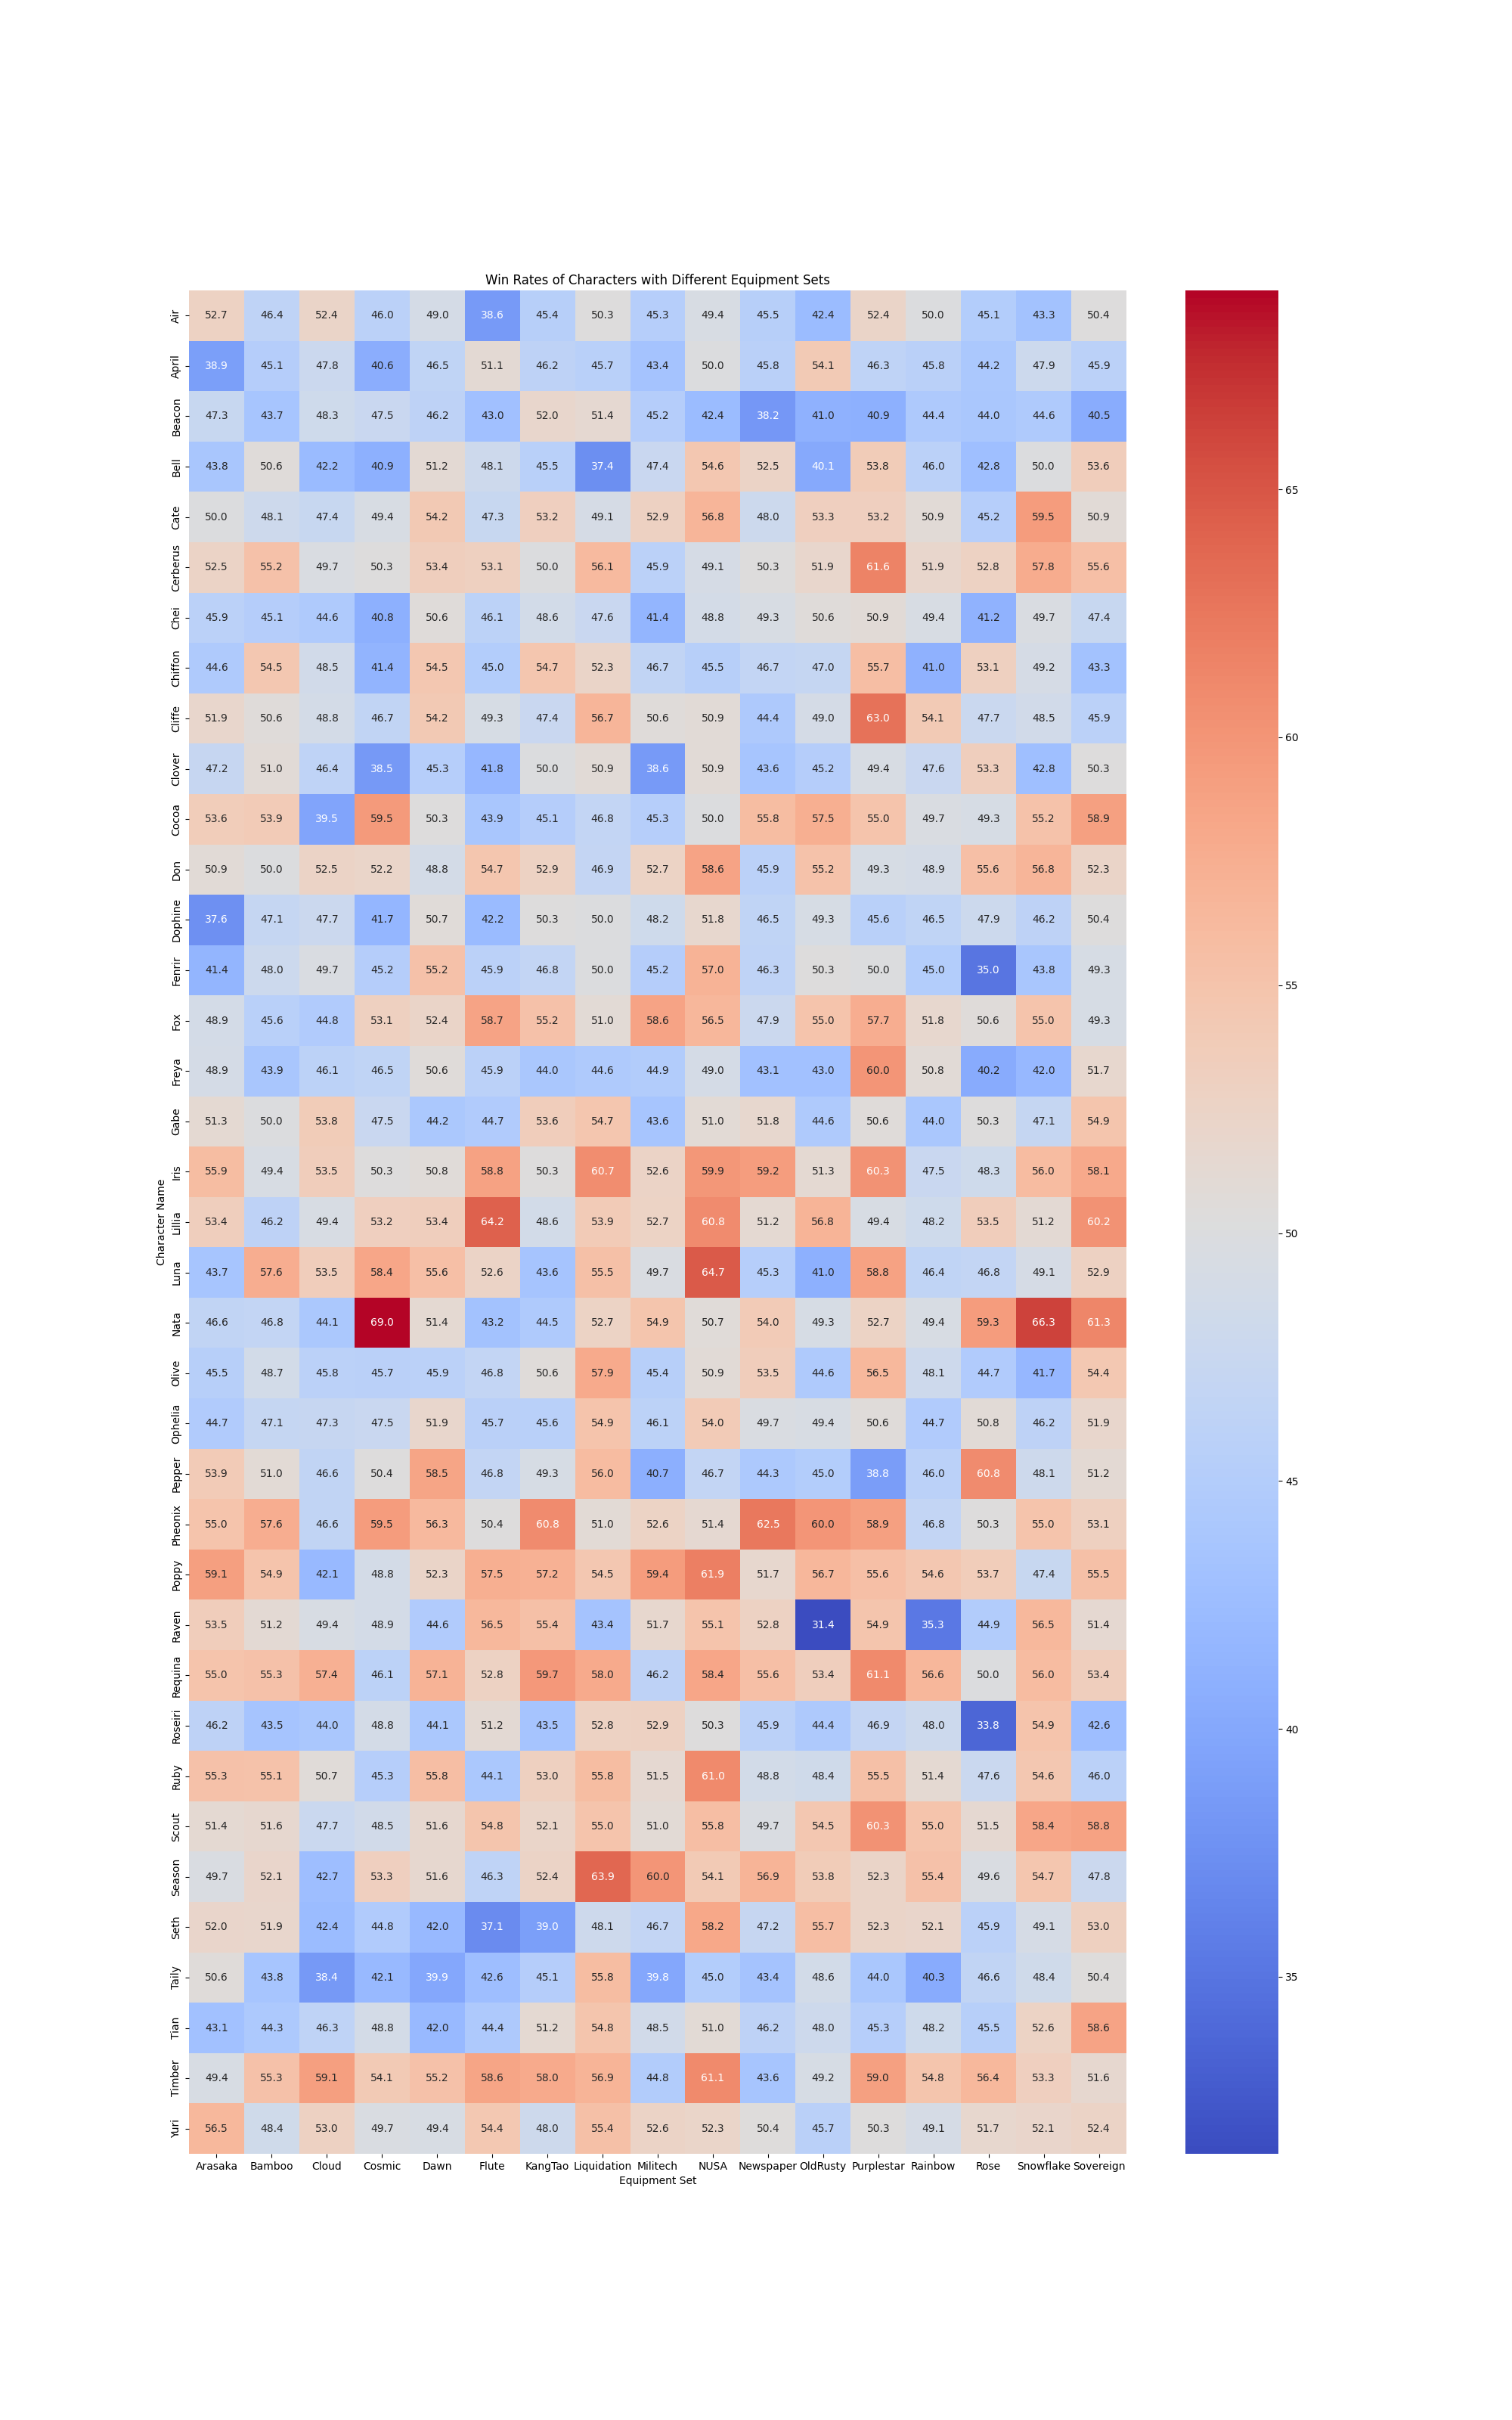 Win Rates of Characters with Different Equipment Sets
Air 52.7 46.4 52.4 46.0 49.0 38.6 45.4 50.3 45.3 49.4 45.5 42.4 52.4 50.0 45.1 43.3 50.4
April 38.9 45.1 47.8 40.6 46.5 51.1 46.2 45.7 43.4 50.0 45.8 54.1 46.3 45.8 44.2 47.9 45.9
Beacon 47.3 43.7 48.3 47.5 46.2 43.0 52.0 51.4 45.2 42.4 38.2 41.0 40.9 44.4 44.0 44.6 40.5
Bell 43.8 50.6 42.2 40.9 51.2 48.1 45.5 37.4 47.4 54.6 52.5 40.1 53.8 46.0 42.8 50.0 53.6
Cate 50.0 48.1 47.4 49.4 54.2 47.3 53.2 49.1 52.9 56.8 48.0 53.3 53.2 50.9 45.2 59.5 50.9
Cerberus 52.5 55.2 49.7 50.3 53.4 53.1 50.0 56.1 45.9 49.1 50.3 51.9 61.6 51.9 52.8 57.8 55.6
Chei 45.9 45.1 44.6 40.8 50.6 46.1 48.6 47.6 41.4 48.8 49.3 50.6 50.9 49.4 41.2 49.7 47.4
Chiffon 44.6 54.5 48.5 41.4 54.5 45.0 54.7 52.3 46.7 45.5 46.7 47.0 55.7 41.0 53.1 49.2 43.3
Cliffe 51.9 50.6 48.8 46.7 54.2 49.3 47.4 56.7 50.6 50.9 44.4 49.0 63.0 54.1 47.7 48.5 45.9
Clover 47.2 51.0 46.4 38.5 45.3 41.8 50.0 50.9 38.6 50.9 43.6 45.2 49.4 47.6 53.3 42.8 50.3
Cocoa 53.6 53.9 39.5 59.5 50.3 43.9 45.1 46.8 45.3 50.0 55.8 57.5 55.0 49.7 49.3 55.2 58.9
Don 50.9 50.0 52.5 52.2 48.8 54.7 52.9 46.9 52.7 58.6 45.9 55.2 49.3 48.9 55.6 56.8 52.3
Dophine 37.6 47.1 47.7 41.7 50.7 42.2 50.3 50.0 48.2 51.8 46.5 49.3 45.6 46.5 47.9 46.2 50.4
Fenrir 41.4 48.0 49.7 45.2 55.2 45.9 46.8 50.0 45.2 57.0 46.3 50.3 50.0 45.0 35.0 43.8 49.3
Fox 48.9 45.6 44.8 53.1 52.4 58.7 55.2 51.0 58.6 56.5 47.9 55.0 57.7 51.8 50.6 55.0 49.3
Freya 48.9 43.9 46.1 46.5 50.6 45.9 44.0 44.6 44.9 49.0 43.1 43.0 60.0 50.8 40.2 42.0 51.7
Gabe 51.3 50.0 53.8 47.5 44.2 44.7 53.6 54.7 43.6 51.0 51.8 44.6 50.6 44.0 50.3 47.1 54.9
Iris 55.9 49.4 53.5 50.3 50.8 58.8 50.3 60.7 52.6 59.9 59.2 51.3 60.3 47.5 48.3 56.0 58.1
Lillia 53.4 46.2 49.4 53.2 53.4 64.2 48.6 53.9 52.7 60.8 51.2 56.8 49.4 48.2 53.5 51.2 60.2
Luna 43.7 57.6 53.5 58.4 55.6 52.6 43.6 55.5 49.7 64.7 45.3 41.0 58.8 46.4 46.8 49.1 52.9
Nata 46.6 46.8 44.1 69.0 51.4 43.2 44.5 52.7 54.9 50.7 54.0 49.3 52.7 49.4 59.3 66.3 61.3
Olive 45.5 48.7 45.8 45.7 45.9 46.8 50.6 57.9 45.4 50.9 53.5 44.6 56.5 48.1 44.7 41.7 54.4
Ophelia 44.7 47.1 47.3 47.5 51.9 45.7 45.6 54.9 46.1 54.0 49.7 49.4 50.6 44.7 50.8 46.2 51.9
Pepper 53.9 51.0 46.6 50.4 58.5 46.8 49.3 56.0 40.7 46.7 44.3 45.0 38.8 46.0 60.8 48.1 51.2
Pheonix 55.0 57.6 46.6 59.5 56.3 50.4 60.8 51.0 52.6 51.4 62.5 60.0 58.9 46.8 50.3 55.0 53.1
Poppy 59.1 54.9 42.1 48.8 52.3 57.5 57.2 54.5 59.4 61.9 51.7 56.7 55.6 54.6 53.7 47.4 55.5
Raven 53.5 51.2 49.4 48.9 44.6 56.5 55.4 43.4 51.7 55.1 52.8 31.4 54.9 35.3 44.9 56.5 51.4
Requina 55.0 55.3 57.4 46.1 57.1 52.8 59.7 58.0 46.2 58.4 55.6 53.4 61.1 56.6 50.0 56.0 53.4
Roseiri 46.2 43.5 44.0 48.8 44.1 51.2 43.5 52.8 52.9 50.3 45.9 44.4 46.9 48.0 33.8 54.9 42.6
Ruby 55.3 55.1 50.7 45.3 55.8 44.1 53.0 55.8 51.5 61.0 48.8 48.4 55.5 51.4 47.6 54.6 46.0
Scout 51.4 51.6 47.7 48.5 51.6 54.8 52.1 55.0 51.0 55.8 49.7 54.5 60.3 55.0 51.5 58.4 58.8
Season 49.7 52.1 42.7 53.3 51.6 46.3 52.4 63.9 60.0 54.1 56.9 53.8 52.3 55.4 49.6 54.7 47.8
Seth 52.0 51.9 42.4 44.8 42.0 37.1 39.0 48.1 46.7 58.2 47.2 55.7 52.3 52.1 45.9 49.1 53.0
Taily 50.6 43.8 38.4 42.1 39.9 42.6 45.1 55.8 39.8 45.0 43.4 48.6 44.0 40.3 46.6 48.4 50.4
Tian 43.1 44.3 46.3 48.8 42.0 44.4 51.2 54.8 48.5 51.0 46.2 48.0 45.3 48.2 45.5 52.6 58.6
Timber 49.4 55.3 59.1 54.1 55.2 58.6 58.0 56.9 44.8 61.1 43.6 49.2 59.0 54.8 56.4 53.3 51.6
Yuri 56.5 48.4 53.0 49.7 49.4 54.4 48.0 55.4 52.6 52.3 50.4 45.7 50.3 49.1 51.7 52.1 52.4
Arasaka Bamboo Cloud Cosmic Dawn Flute KangTao Liquidation Militech NUSA Newspaper OldRusty Purplestar Rainbow Rose Snowflake Sovereign
Equipment Set
Character Name
65
60
55
50
45
40
35